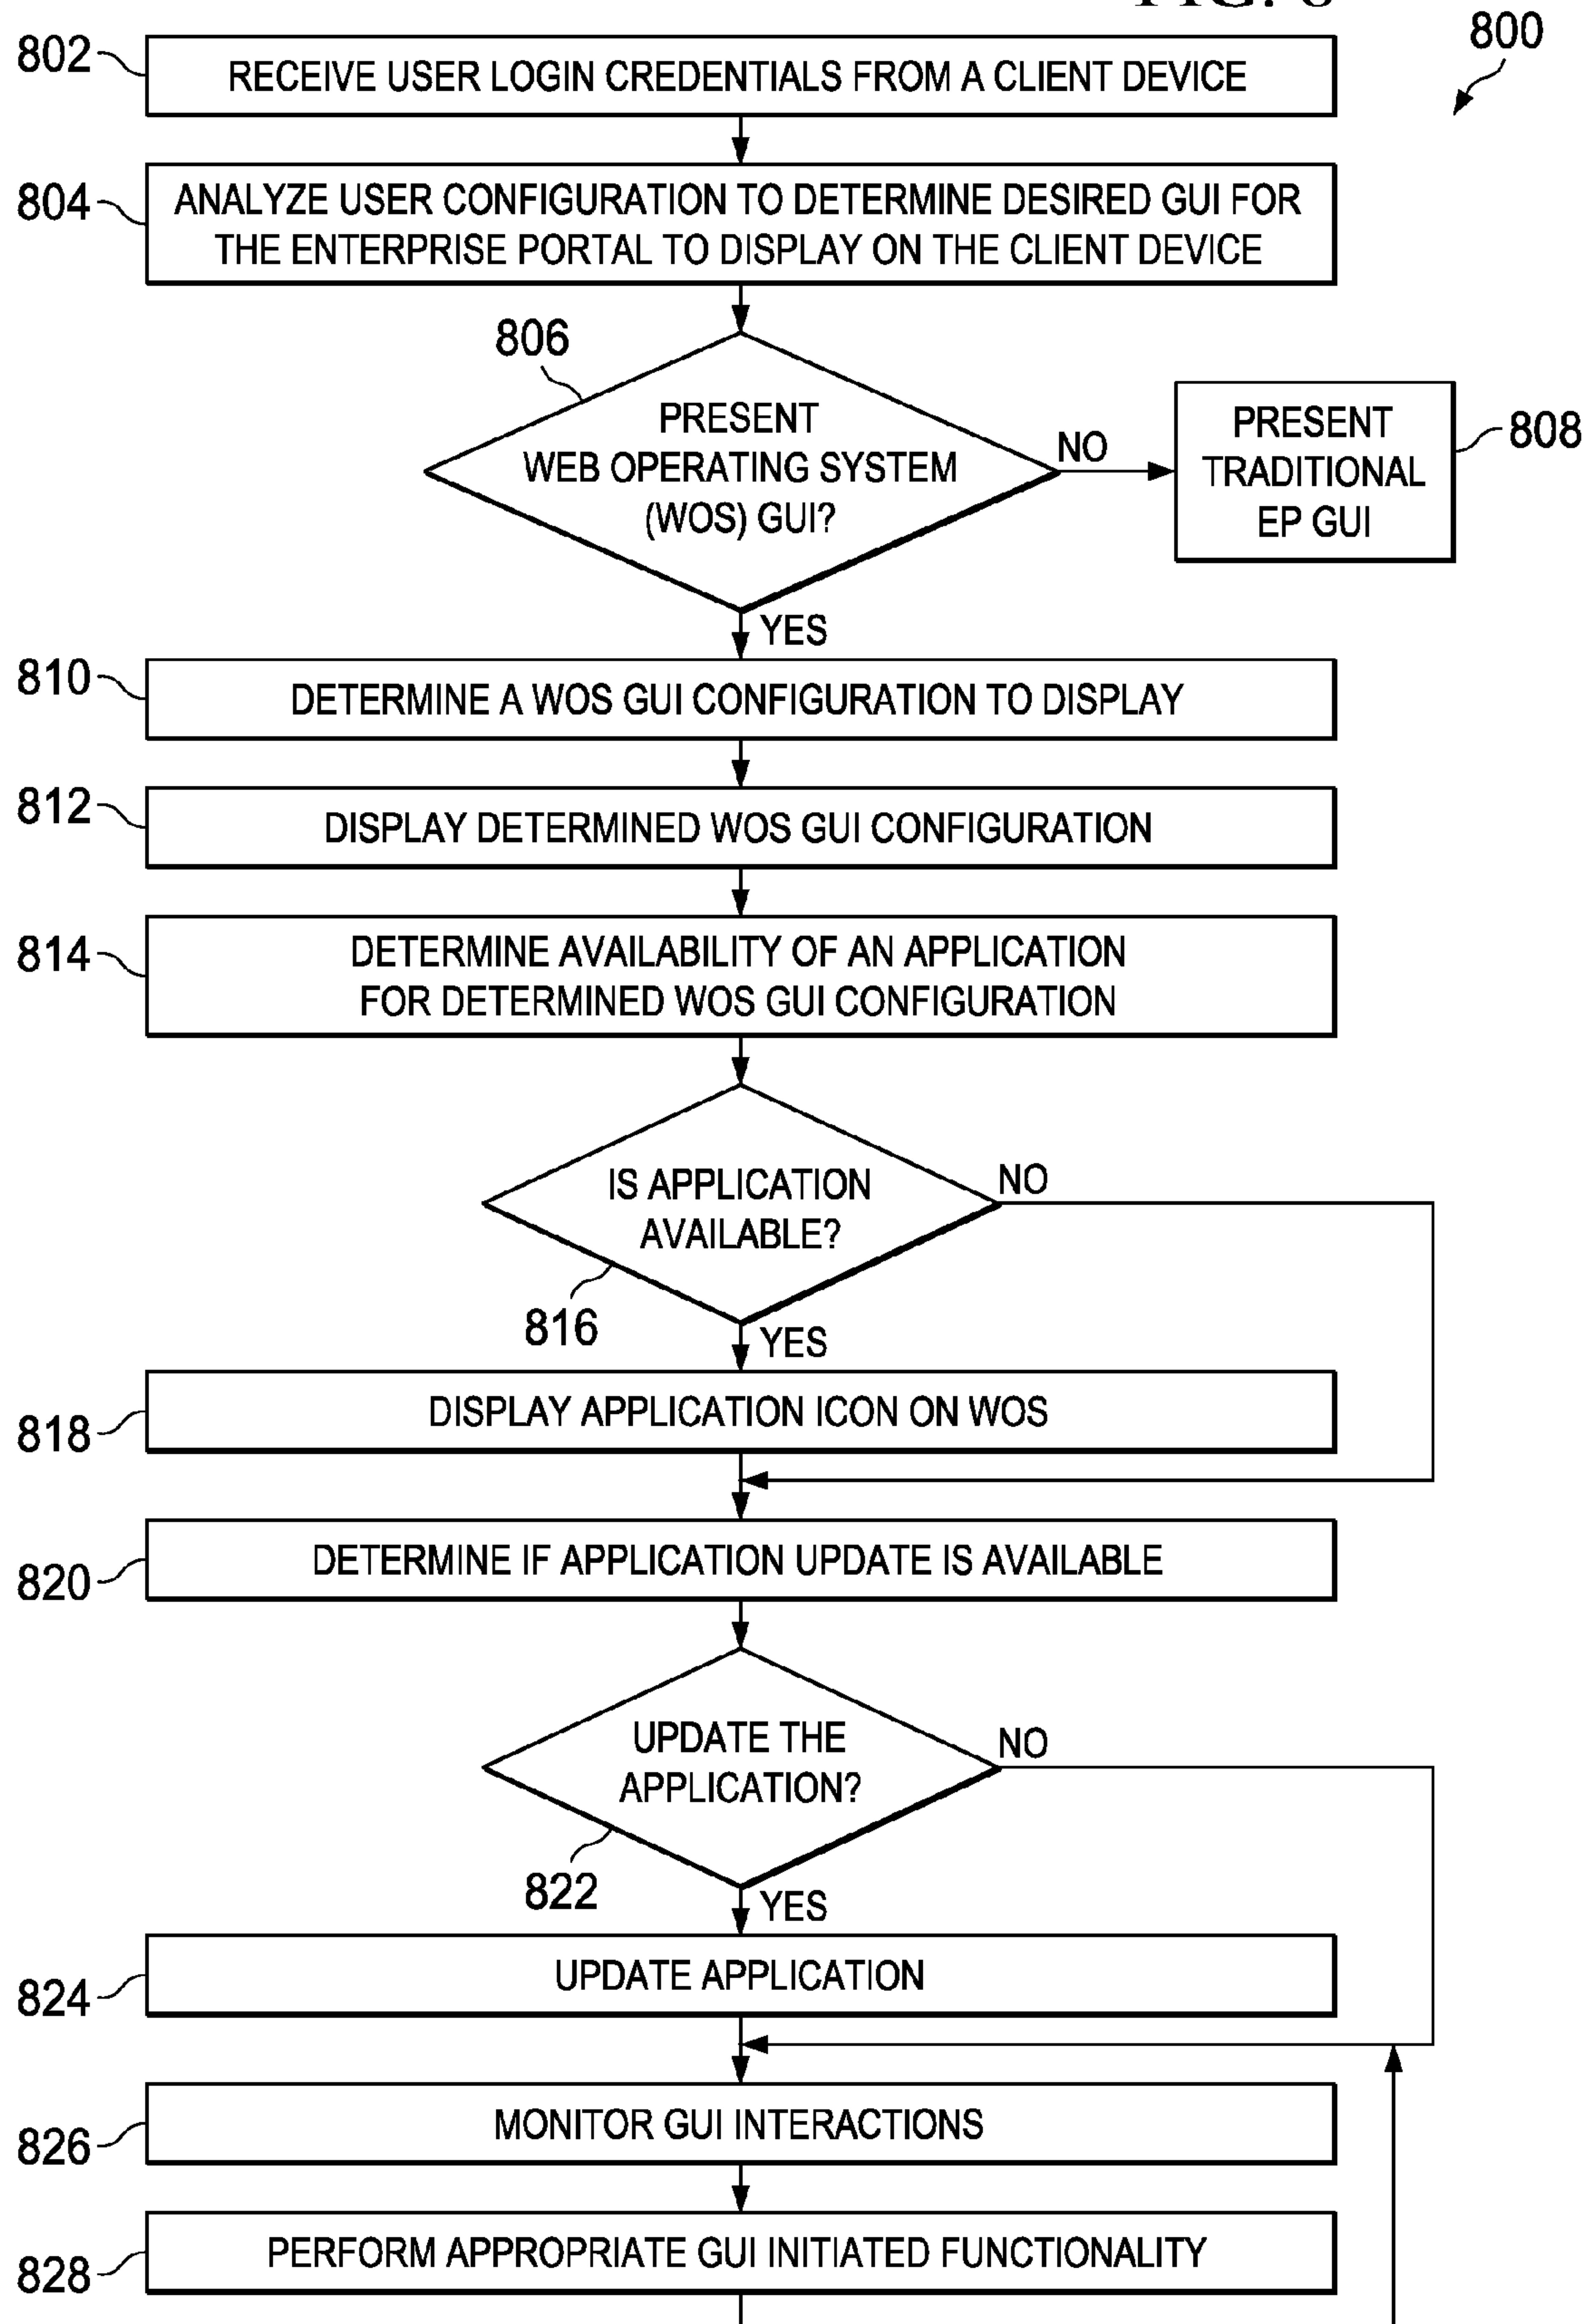 800
802
RECEIVE USER LOGIN CREDENTIALS FROM A CLIENT DEVICE
804
ANALYZE USER CONFIGURATION TO DETERMINE DESIRED GUI FOR
THE ENTERPRISE PORTAL TO DISPLAY ON THE CLIENT DEVICE
806
PRESENT
WEB OPERATING SYSTEM
(WOS) GUI?
NO
PRESENT
TRADITIONAL
EP GUI
808
YES
810
DETERMINE A WOS GUI CONFIGURATION TO DISPLAY
812
DISPLAY DETERMINED WOS GUI CONFIGURATION
814
DETERMINE AVAILABILITY OF AN APPLICATION
FOR DETERMINED WOS GUI CONFIGURATION
IS APPLICATION
AVAILABLE?
NO
816
YES
818
DISPLAY APPLICATION ICON ON WOS
820
DETERMINE IF APPLICATION UPDATE IS AVAILABLE
UPDATE THE
APPLICATION?
NO
822
YES
824
UPDATE APPLICATION
826
MONITOR GUI INTERACTIONS
828
PERFORM APPROPRIATE GUI INITIATED FUNCTIONALITY